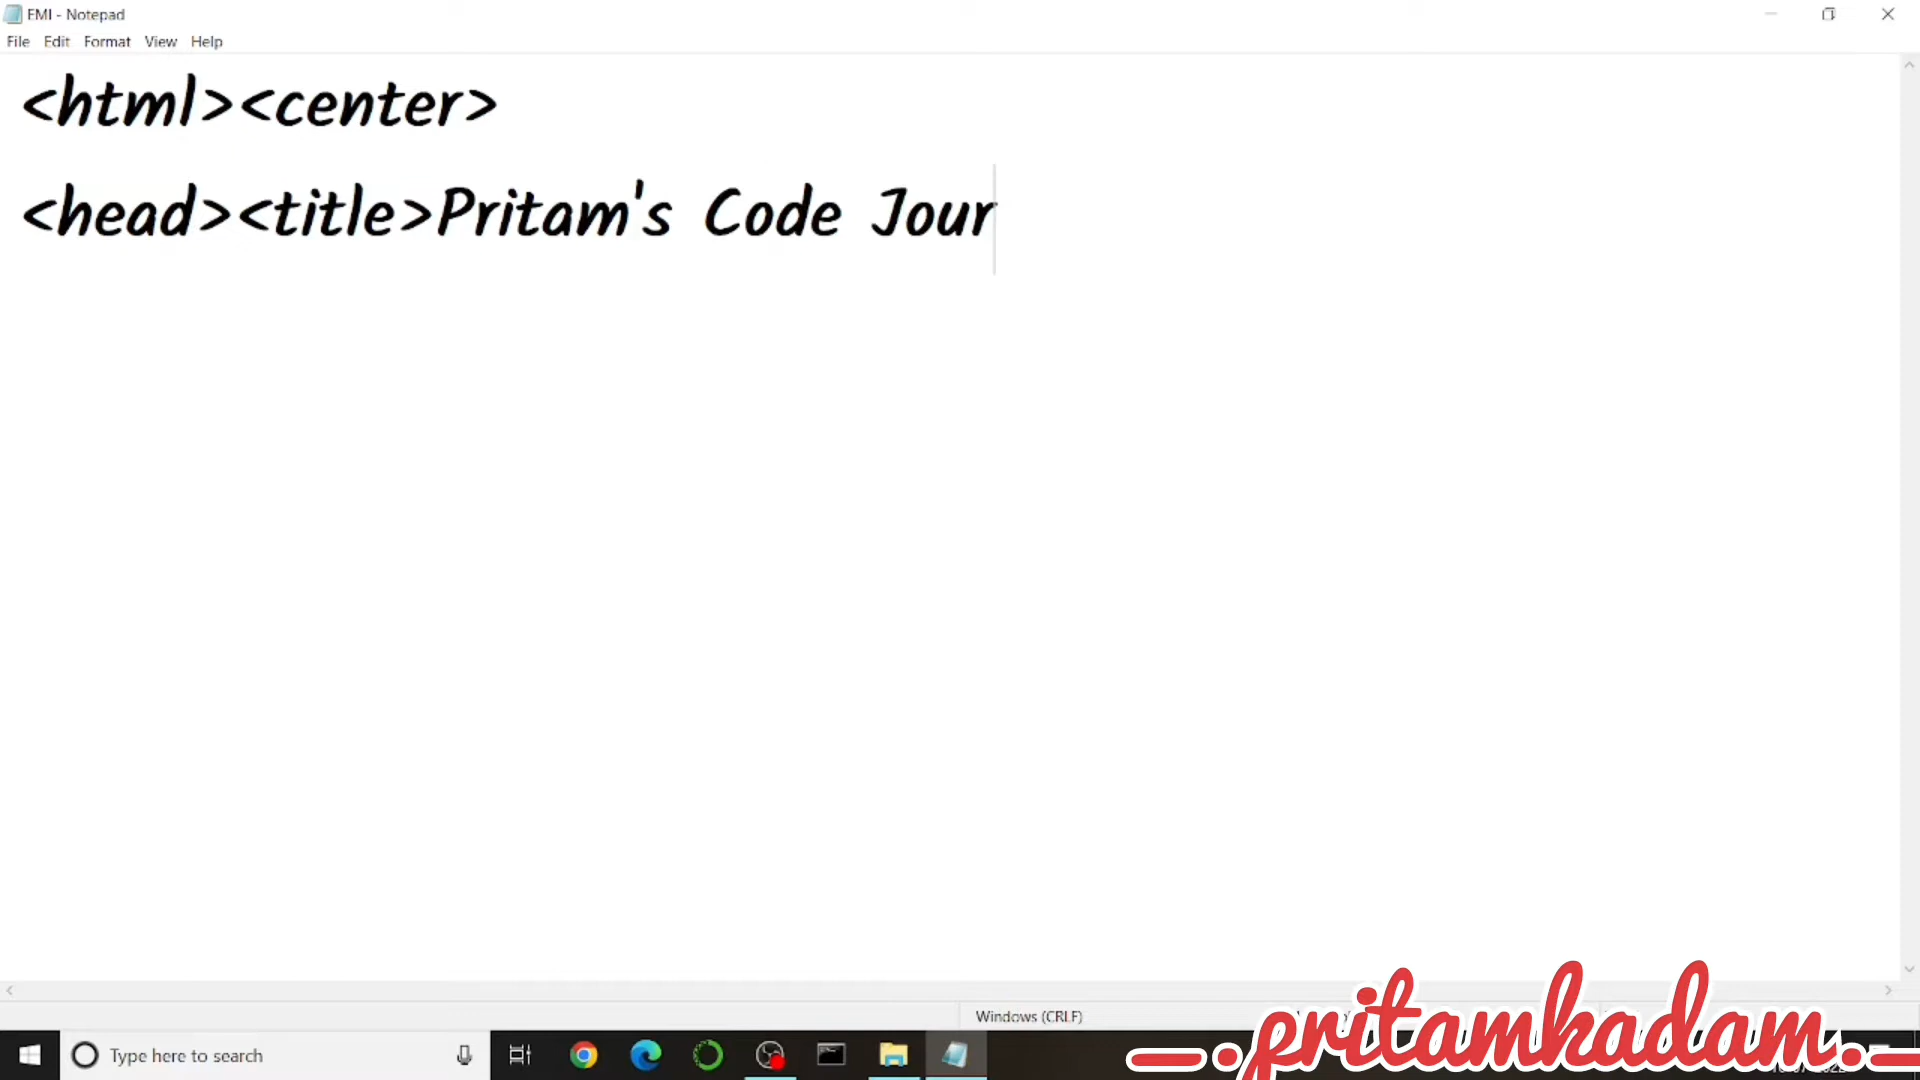 EMI - Notepad
File Edit Format View Help
<html><center>
<head><title>Pritam's Code Jour
Windows (CRLF)
Type here to search
_.pritamkadam._